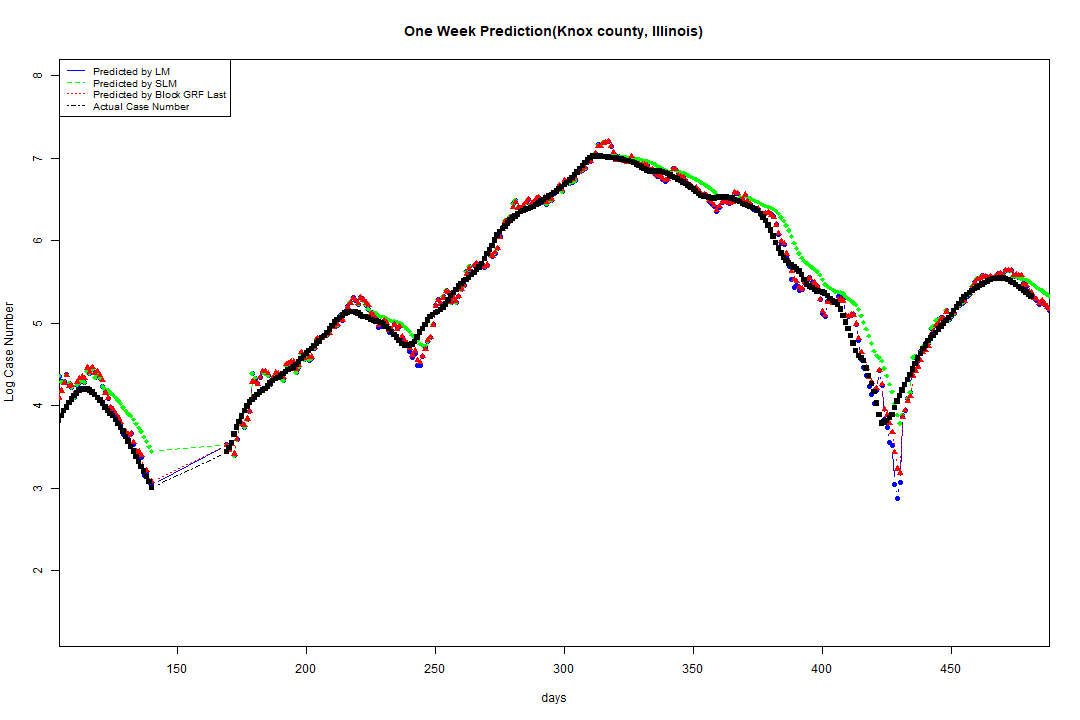 One Week Prediction(Knox county, Illinois)
Predicted by LM
Predicted by SLM
Predicted by Block GRF Last
Actual Case Number
8
7
6
5
4
3
2
Log Case Number
150 200 250 300 350 400 450
days